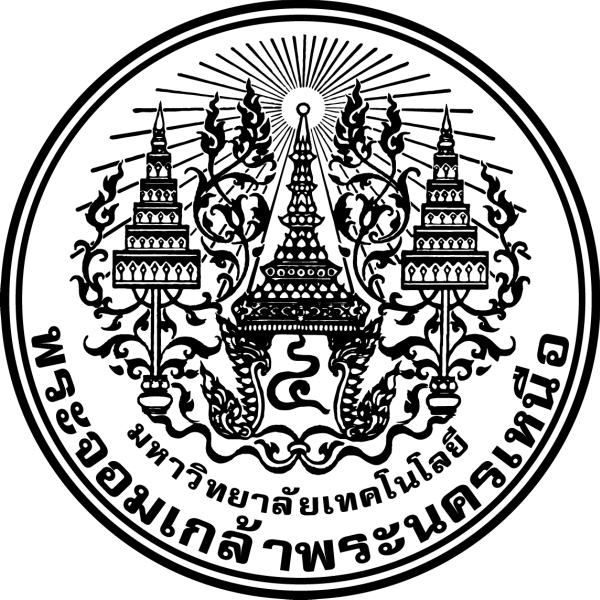 ๔
มหาวิทยาลัยเทคโนโลยี
พระจอมเกล้าพระนครเหนือ